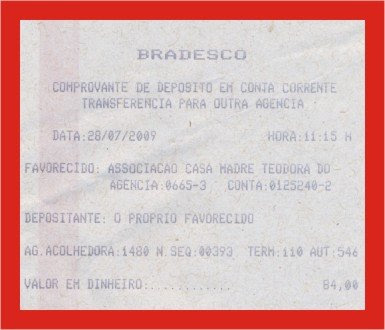 BRADESCO
COMPROVANTE DE DEPOSITO EM CONTA CORRENTE
TRANSFERENCIA PARA OUTRA AGENCIA
DATA:28/07/2009 HORA:11:15 H
FAVORECIDO: ASSOCIACAO CASA MADRE TEODORA DO
AGENCIA:0665-3 CONTA:0125240-2
DEPOSITANTE: O PROPRIO FAVORECIDO
AG.ACOLHEDORA:1480 N.SEQ:00393 TERM:110 AUT:546
VALOR EM DINHEIRO:............ 84,00